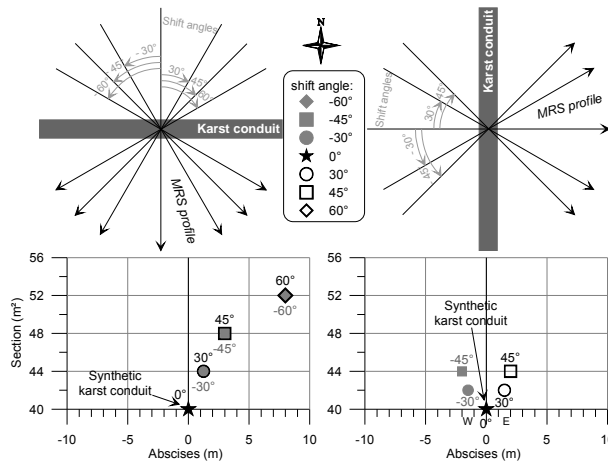 Shift angles
-60°
-45°
-30°
30°
45°
60°
Karst conduit
MRS profile
N
shift angle:
-60°
-45°
-30°
0°
30°
45°
60°
Karst conduit
Shift angles
30°
45°
-30°
-45°
MRS profile
56
52
48
44
40
Section (m²)
60°
-60°
45°
-45°
30°
-30°
Synthetic
karst conduit
0°
-10
-5
0
5
10
Abscises (m)
56
52
48
44
40
Synthetic
karst conduit
-45°
45°
-30°
30°
W
0°
E
-10
-5
0
5
10
Abscises (m)